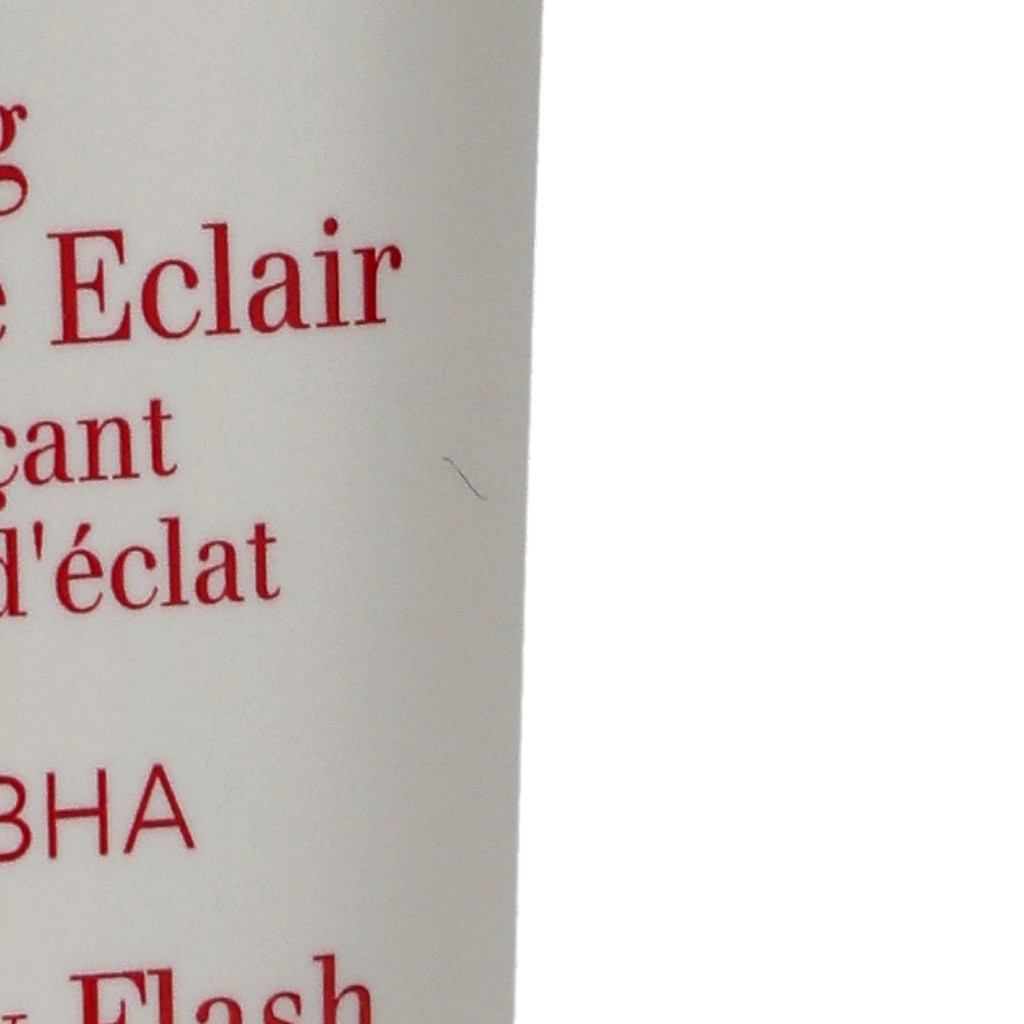 g
e Eclair
çant
d'éclat
BHA
Flash